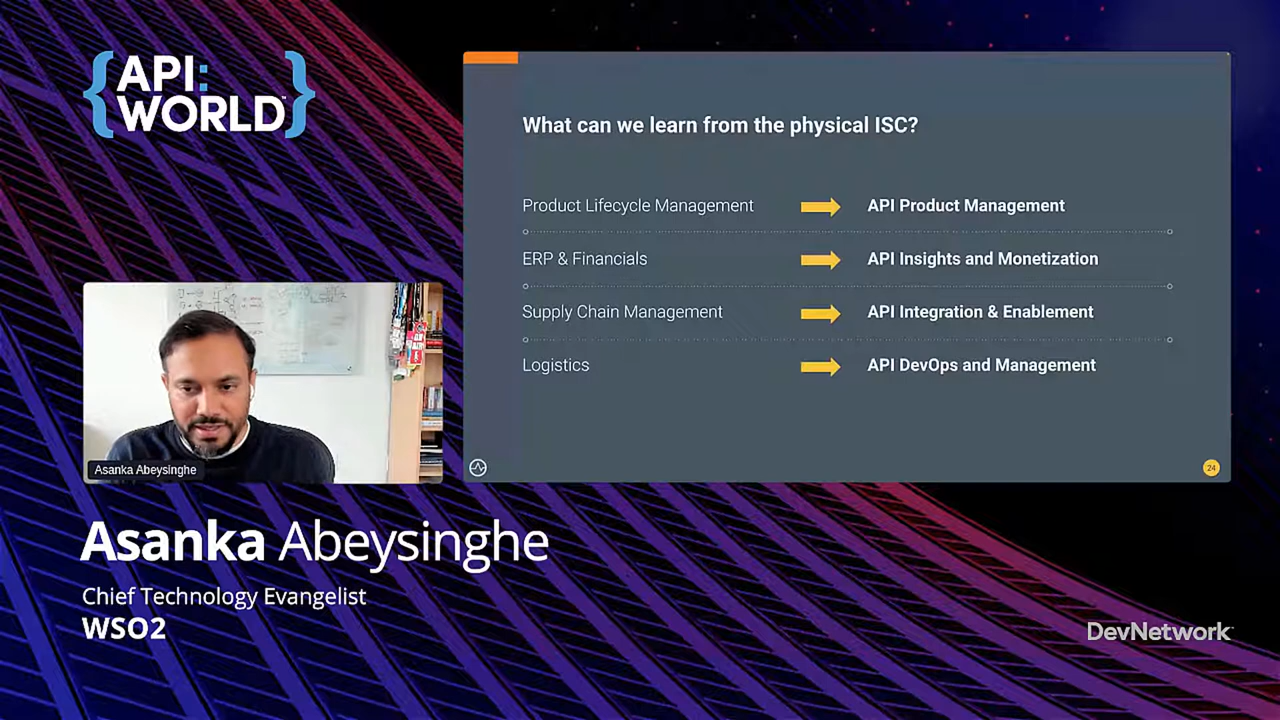 {API:
WORLD}
What can we learn from the physical ISC?
Product Lifecycle Management
API Product Management
ERP & Financials
API Insights and Monetization
Supply Chain Management
API Integration & Enablement
Logistics
API DevOps and Management
24
Asanka Abeysinghe
Asanka Abeysinghe
Chief Technology Evangelist
WSO2
DevNetwork